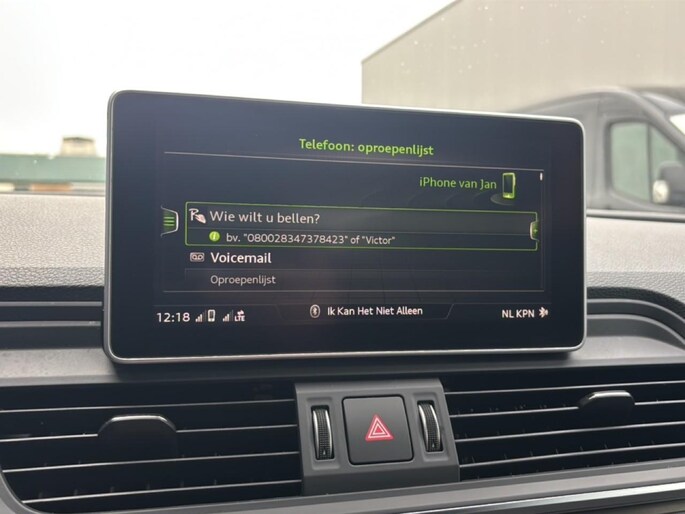 Telefoon: oproepenlijst
iPhone van Jan
Wie wilt u bellen?
bv. "080028347378423" of "Victor"
Voicemail
Oproepenlijst
12:18 LTE Ik Kan Het Niet Alleen NL KPN